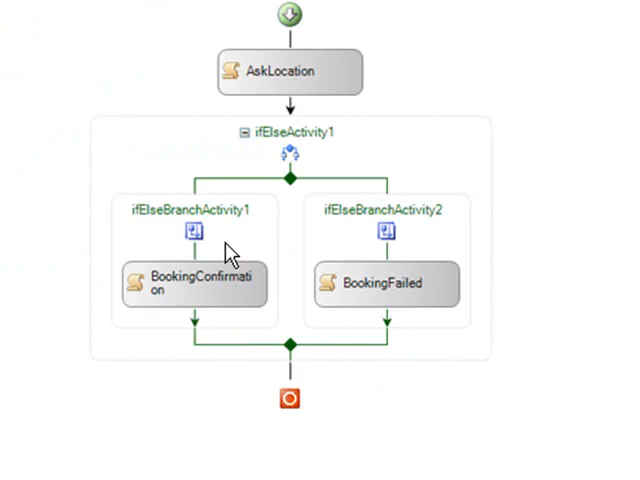 AskLocation
ifElseActivity1
ifElseBranchActivity1
ifElseBranchActivity2
BookingConfirmati
on
BookingFailed